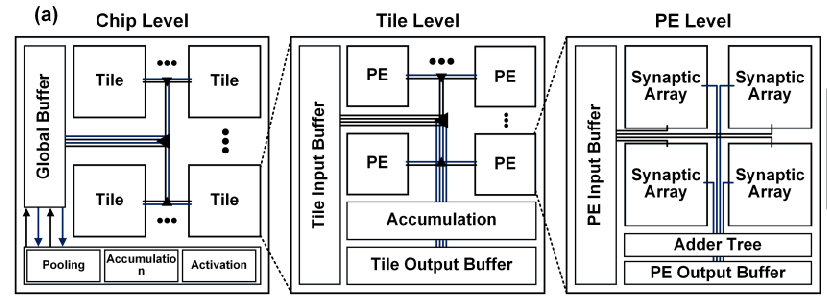 (a)
Chip Level
Tile Level
PE Level
Global Buffer
Tile
•••
Tile
•••
Tile
•••
Tile
Pooling
Accumulatio
n
Activation
Tile Input Buffer
PE
•••
PE
•••
PE
PE
Accumulation
Tile Output Buffer
PE Input Buffer
Synaptic
Array
Synaptic
Array
Synaptic
Array
Synaptic
Array
Adder Tree
PE Output Buffer